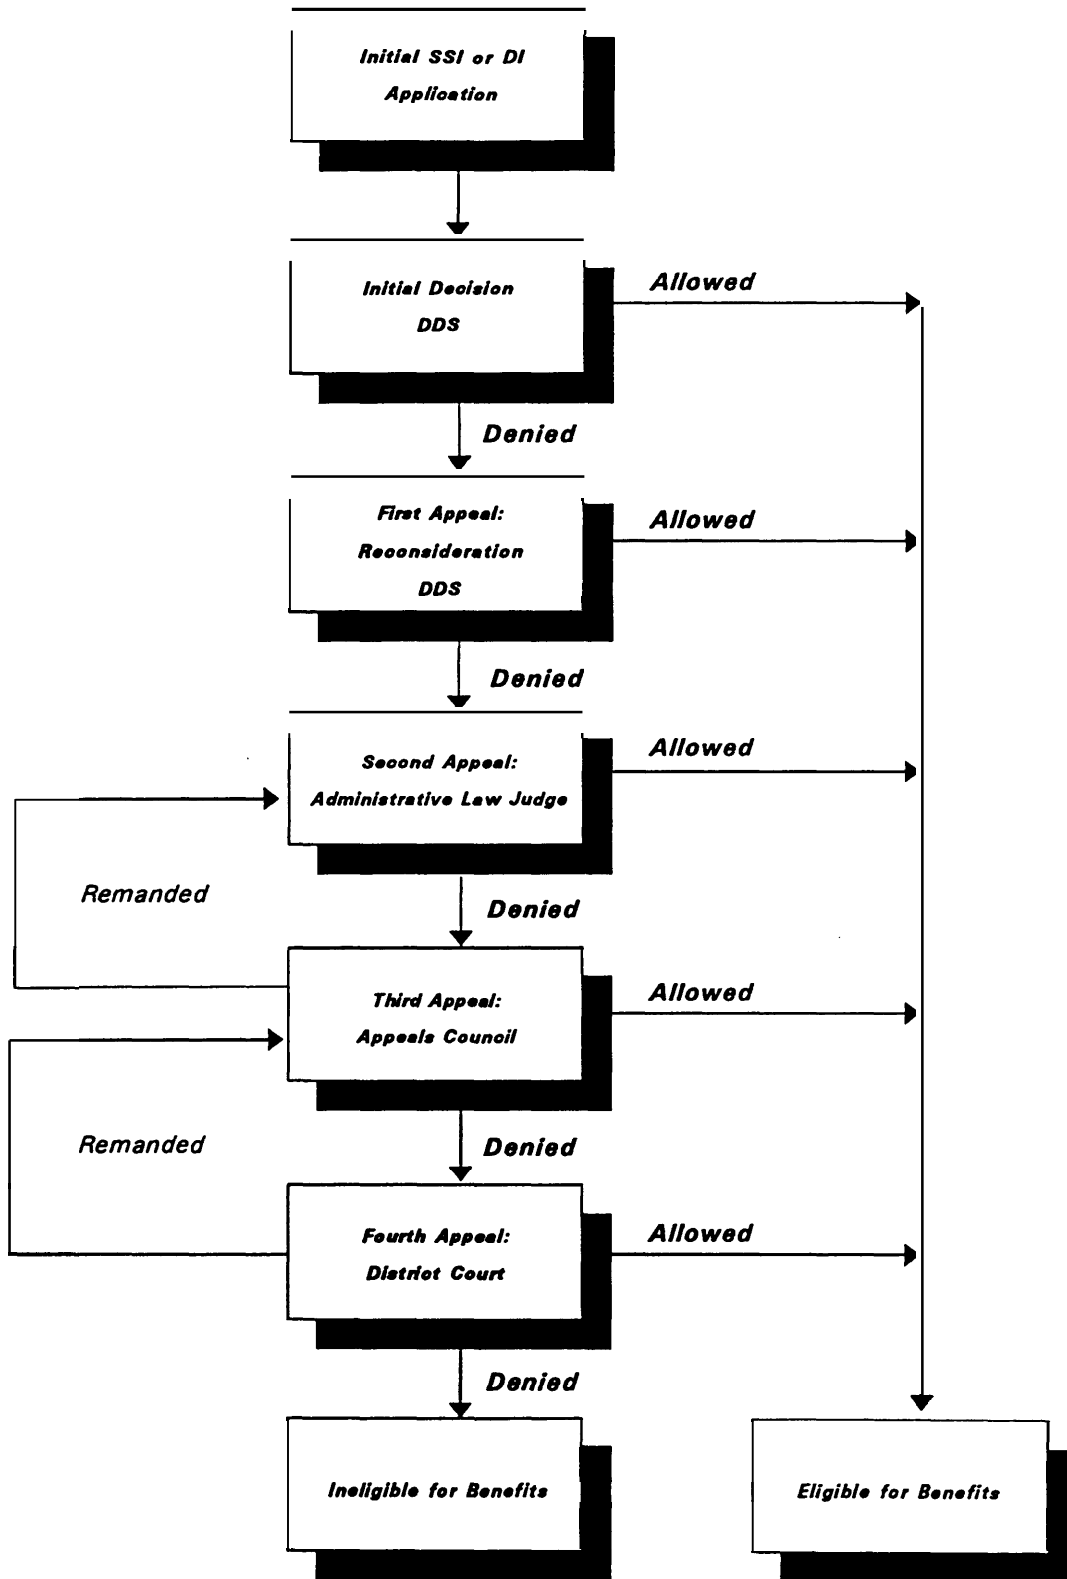 Initial SSI or DI
Application
Initial Decision
DDS
Allowed
Denied
First Appeal:
Reconsideration
DDS
Allowed
Denied
Second Appeal:
Administrative Law Judge
Allowed
Remanded
Denied
Third Appeal:
Appeals Council
Allowed
Remanded
Denied
Fourth Appeal:
District Court
Allowed
Denied
Ineligible for Benefits
Eligible for Benefits